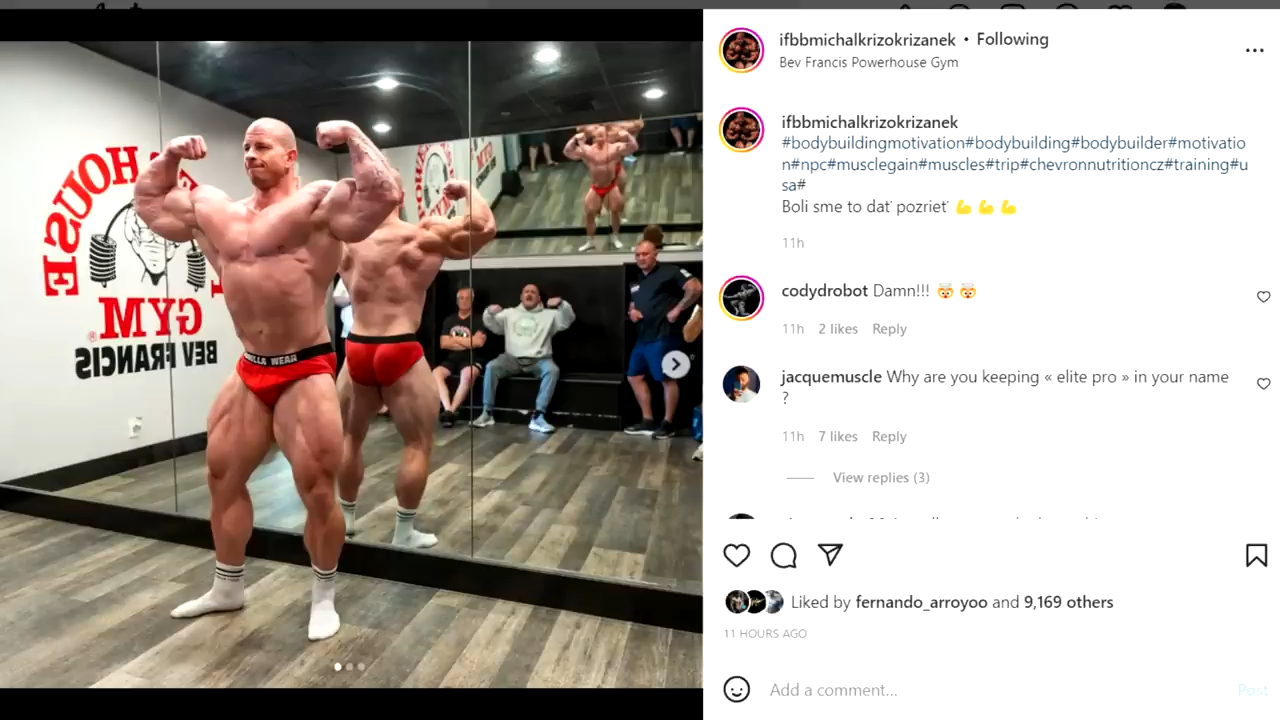 HOUSE
GYM
®
BEV FRANCIS
GORILLA WEAR
ifbbmichalkrizokrizanek • Following
Bev Francis Powerhouse Gym
ifbbmichalkrizokrizanek
#bodybuildingmotivation#bodybuilding#bodybuilder#motivatio
n#npc#musclegain#muscles#trip#chevronnutritioncz#training#u
sa#
Boli sme to dať pozrieť 💪💪💪
11h
codydrobot Damn!!! 🤯🤯
11h 2 likes Reply
jacquemuscle Why are you keeping « elite pro » in your name
?
11h 7 likes Reply
View replies (3)
Liked by fernando_arroyoo and 9,169 others
11 HOURS AGO
Add a comment...
Post